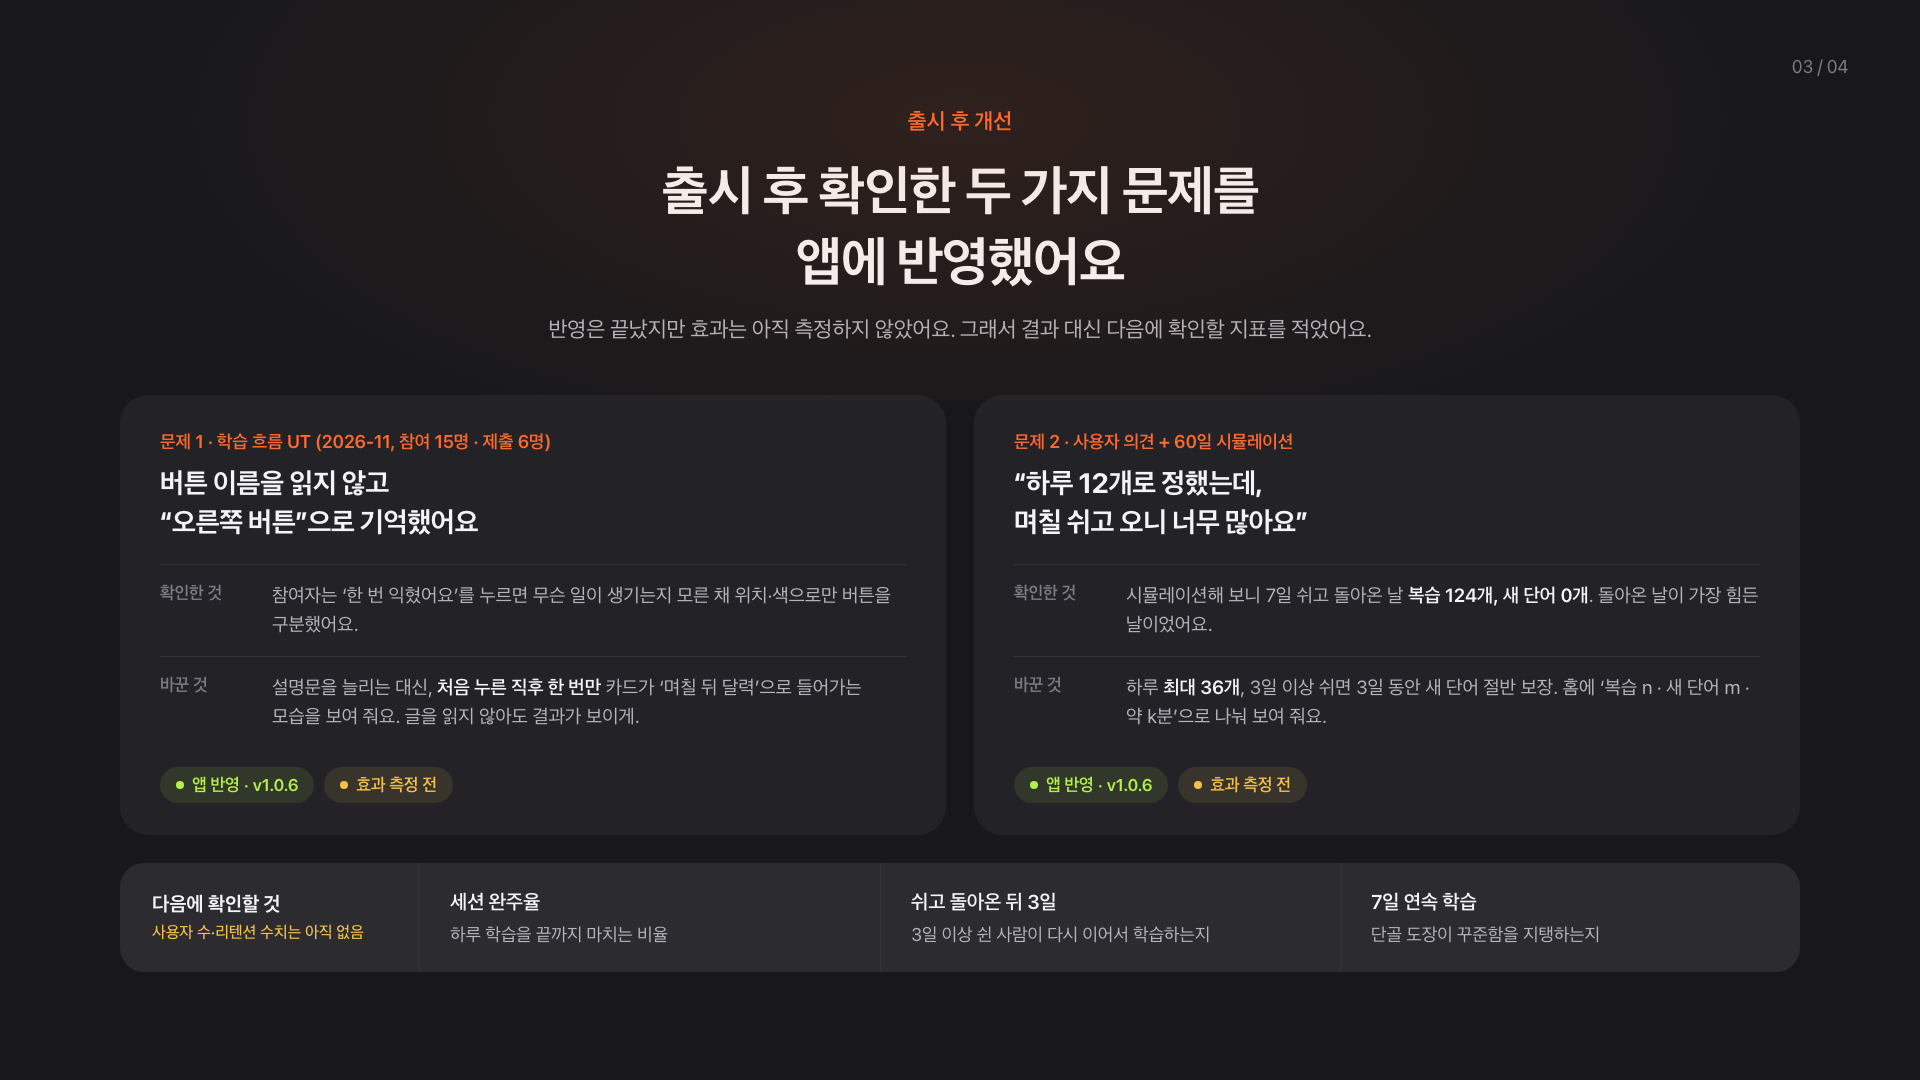 03 / 04
출시 후 개선
출시 후 확인한 두 가지 문제를
앱에 반영했어요
반영은 끝났지만 효과는 아직 측정하지 않았어요. 그래서 결과 대신 다음에 확인할 지표를 적었어요.
문제 1 · 학습 흐름 UT (2026-11, 참여 15명 · 제출 6명)
버튼 이름을 읽지 않고
“오른쪽 버튼”으로 기억했어요
확인한 것
참여자는 ‘한 번 익혔어요’를 누르면 무슨 일이 생기는지 모른 채 위치·색으로만 버튼을
구분했어요.
바꾼 것
설명문을 늘리는 대신, 처음 누른 직후 한 번만 카드가 ‘며칠 뒤 달력’으로 들어가는
모습을 보여 줘요. 글을 읽지 않아도 결과가 보이게.
앱 반영 · v1.0.6
효과 측정 전
문제 2 · 사용자 의견 + 60일 시뮬레이션
“하루 12개로 정했는데,
며칠 쉬고 오니 너무 많아요”
확인한 것
시뮬레이션해 보니 7일 쉬고 돌아온 날 복습 124개, 새 단어 0개. 돌아온 날이 가장 힘든
날이었어요.
바꾼 것
하루 최대 36개, 3일 이상 쉬면 3일 동안 새 단어 절반 보장. 홈에 ‘복습 n · 새 단어 m ·
약 k분’으로 나눠 보여 줘요.
앱 반영 · v1.0.6
효과 측정 전
다음에 확인할 것
사용자 수·리텐션 수치는 아직 없음
세션 완주율
하루 학습을 끝까지 마치는 비율
쉬고 돌아온 뒤 3일
3일 이상 쉰 사람이 다시 이어서 학습하는지
7일 연속 학습
단골 도장이 꾸준함을 지탱하는지